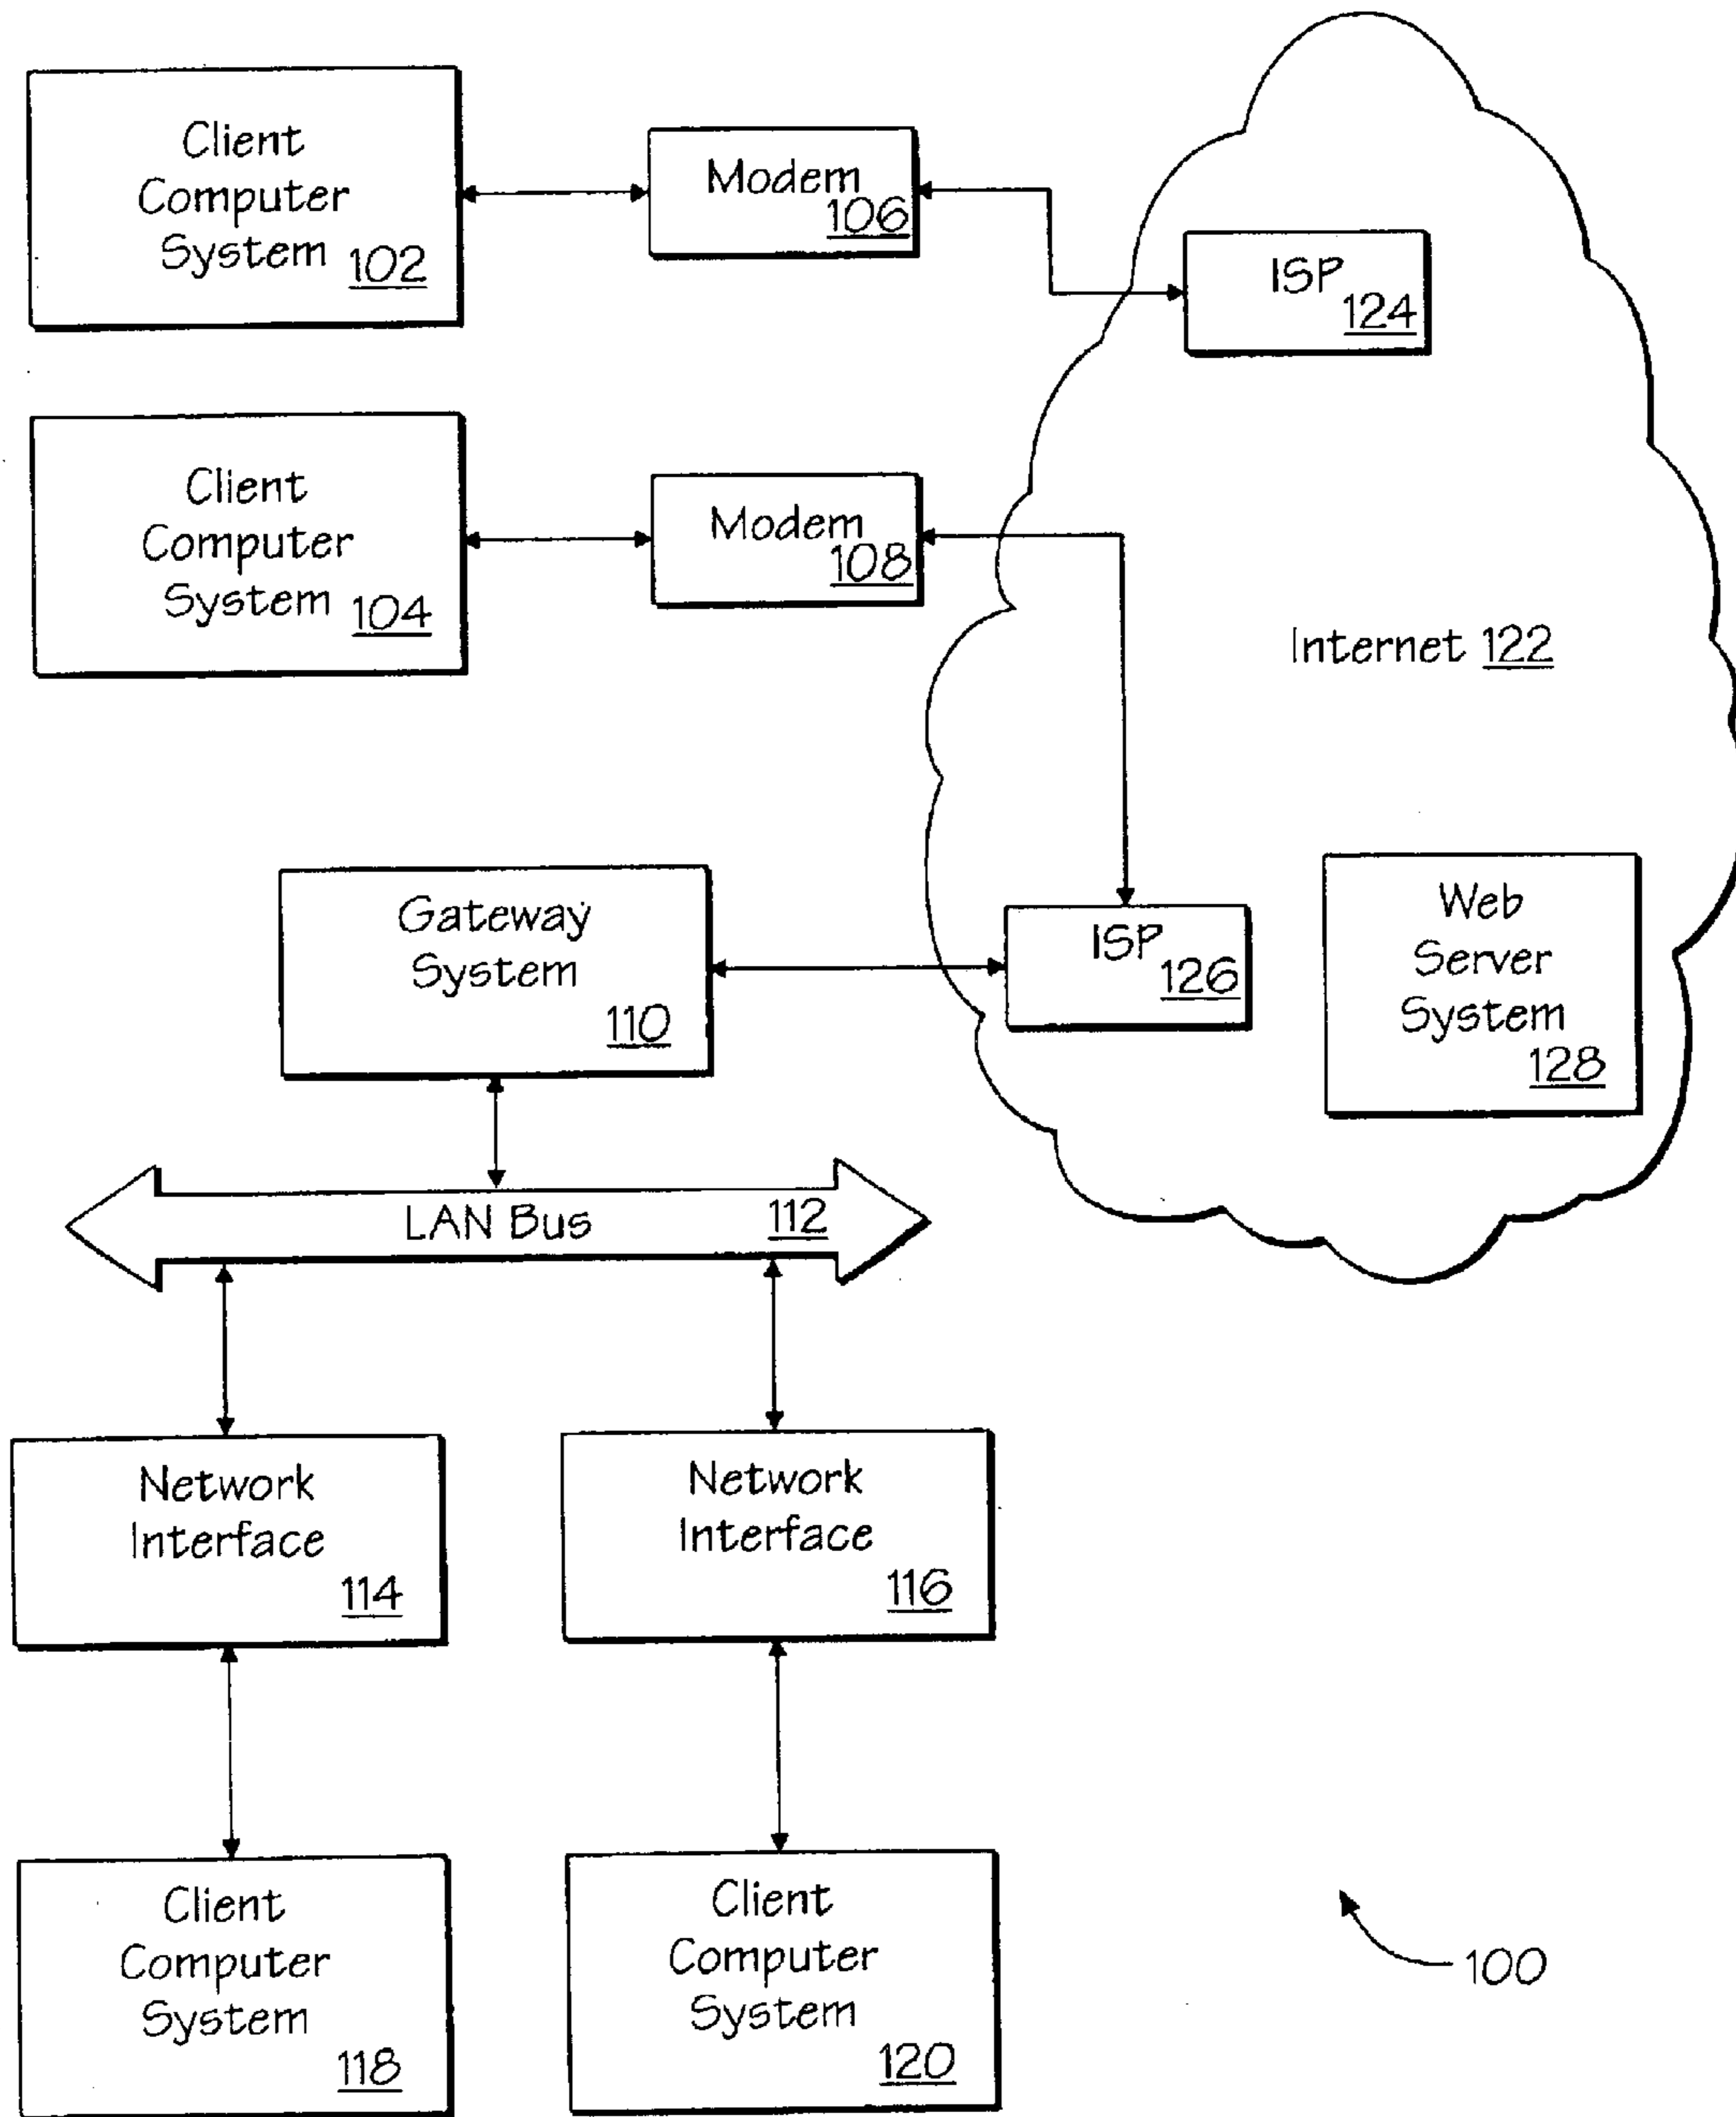 Client
Computer
System 102
Modem
106
ISP
124
Client
Computer
System 104
Modem
108
Internet 122
Gateway
System
110
ISP
126
Web
Server
System
128
LAN Bus 112
Network
Interface
114
Network
Interface
116
Client
Computer
System
118
Client
Computer
System
120
100